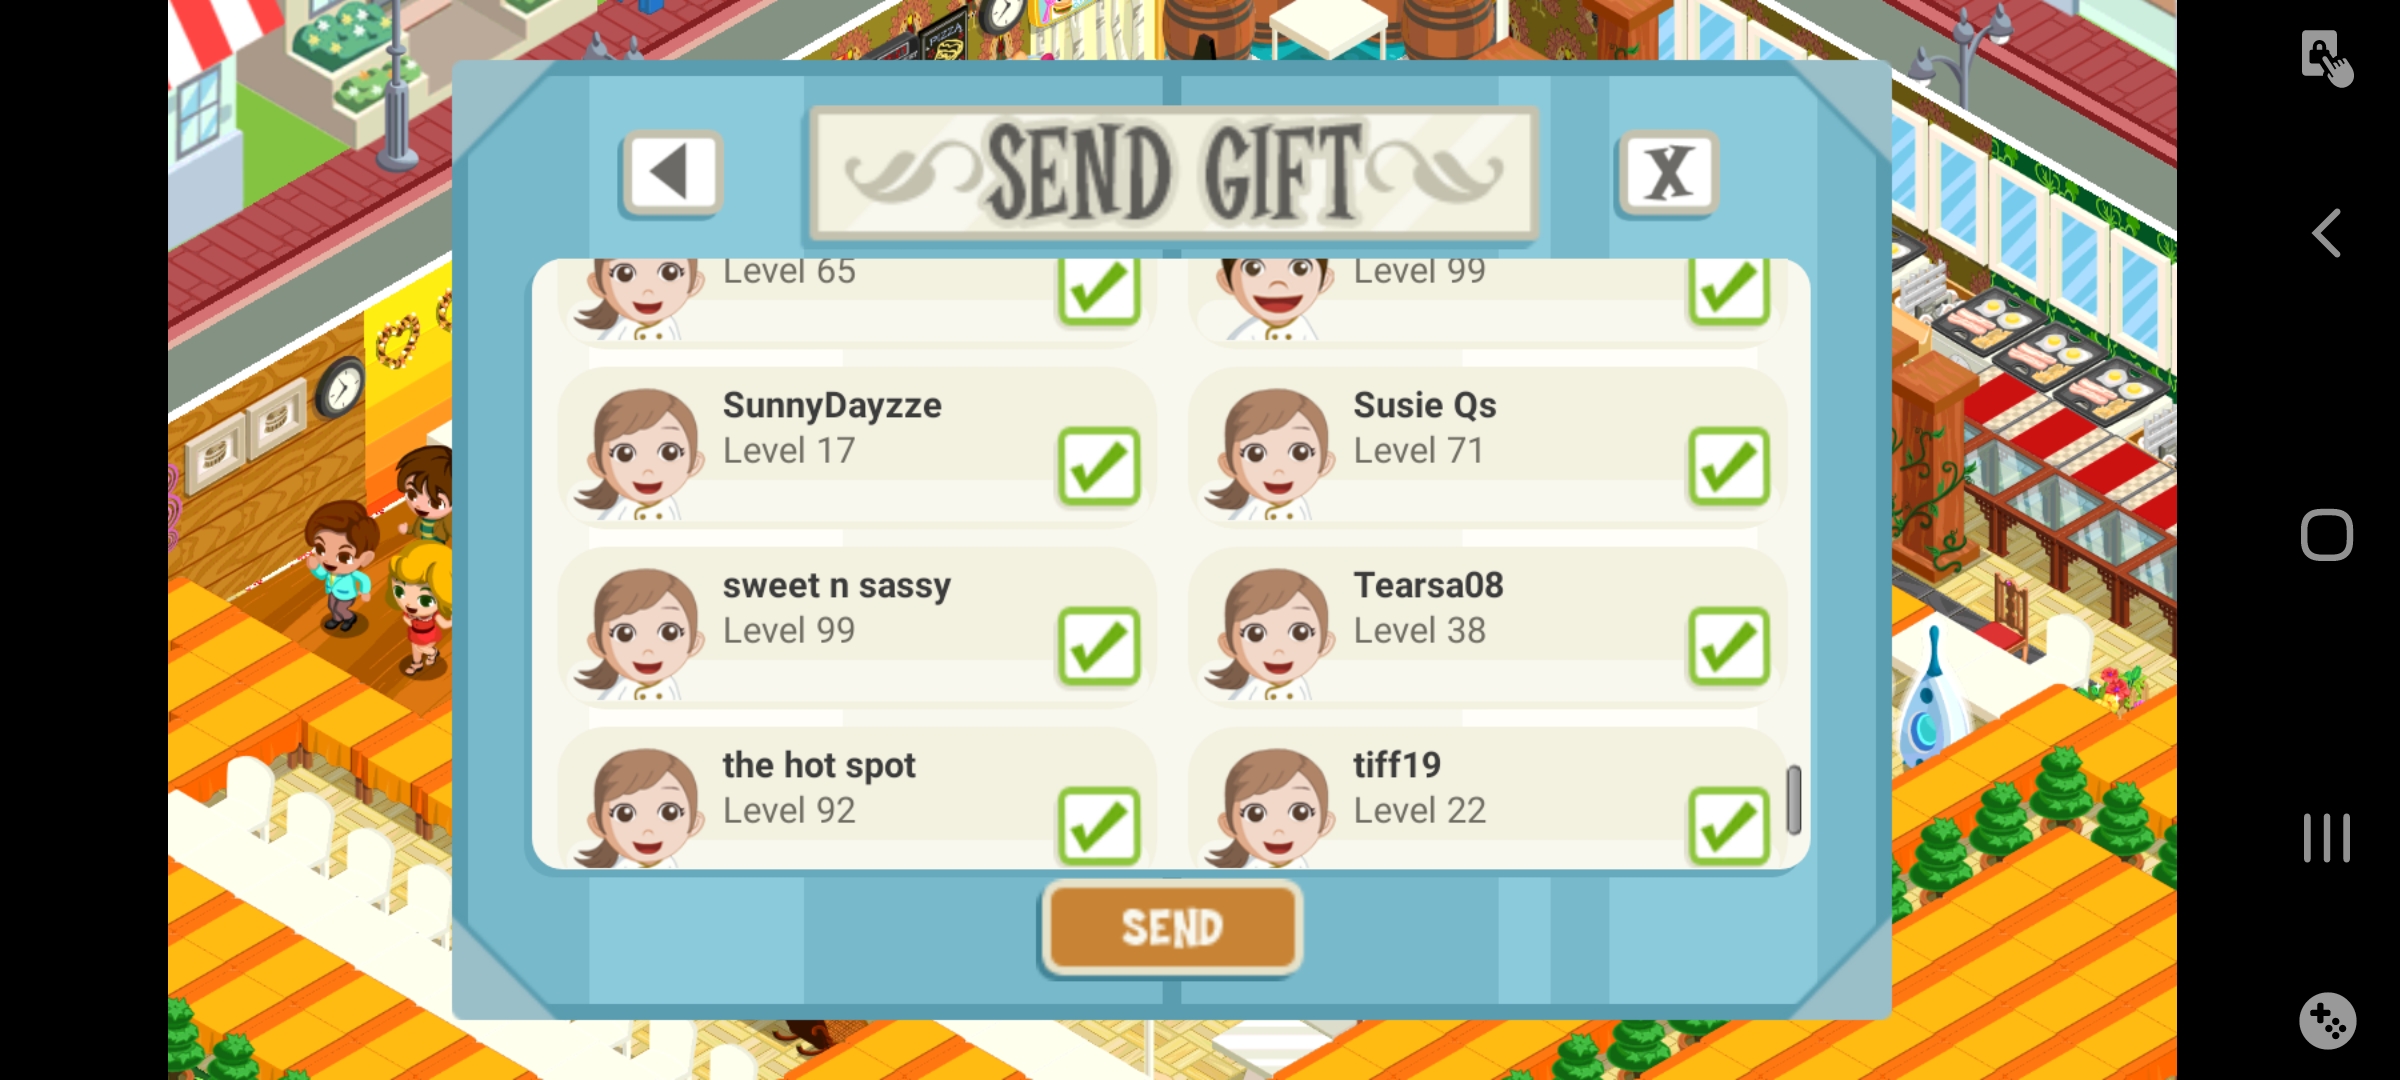 PIZZA
SEND GIFT
X
Level 65
Level 99
SunnyDayzze
Level 17
Susie Qs
Level 71
sweet n sassy
Level 99
Tearsa08
Level 38
the hot spot
Level 92
tiff19
Level 22
SEND